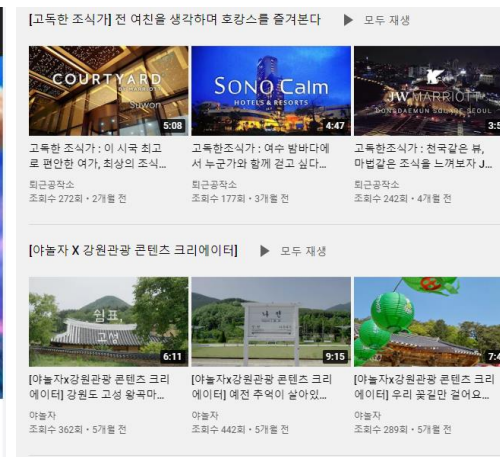 [고독한 조식가] 전 여친을 생각하며 호캉스를 즐겨본다 ▶ 모두 재생
COURTYARD
BY MARRIOTT
Suwon
5:08
SONO Calm
HOTELS & RESORTS
4:47
JW MARRIOTT
DONGDAEMUN SQUARE SEOUL
3:5
고독한조식가 : 이 시국 최고
로 편안한 여가, 최상의 조식...
퇴근공작소
조회수 272회 • 2개월 전
고독한조식가 : 여수 밤바다에
서 누군가와 함께 걷고 싶다...
퇴근공작소
조회수 177회 • 3개월 전
고독한조식가 : 천국같은 뷰,
마법같은 조식을 느껴보자 J...
퇴근공작소
조회수 242회 • 4개월 전
[야놀자 X 강원관광 콘텐츠 크리에이터] ▶ 모두 재생
쉼표
고성
6:11
9:15
7:4
[야놀자x강원관광 콘텐츠 크리
에이터] 강원도 고성 왕곡마...
야놀자
조회수 362회 • 5개월 전
[야놀자x강원관광 콘텐츠 크리
에이터] 예전 추억이 살아있...
야놀자
조회수 442회 • 5개월 전
[야놀자x강원관광 콘텐츠 크리
에이터] 우리 꽃길만 걸어요...
야놀자
조회수 289회 • 5개월 전